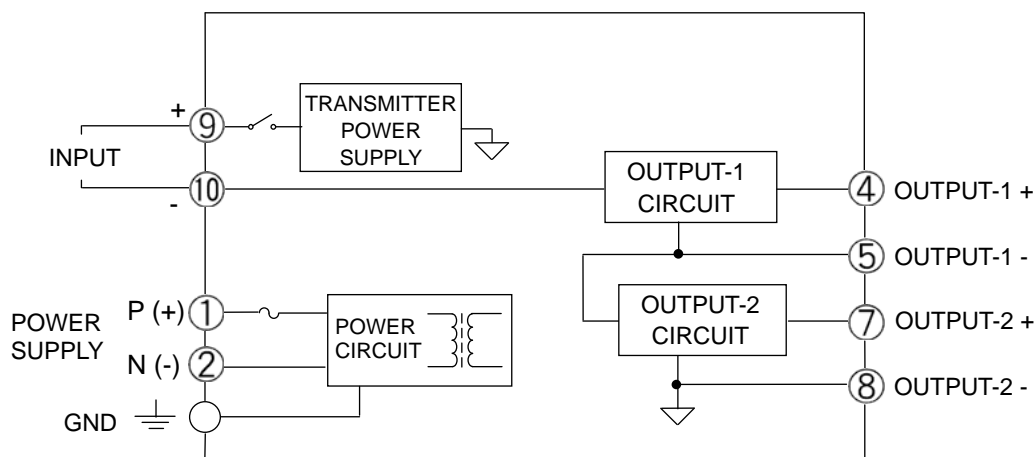 +
9
TRANSMITTER
POWER
SUPPLY
INPUT
10
-
OUTPUT-1
CIRCUIT
4 OUTPUT-1 +
5 OUTPUT-1 -
P (+) 1
POWER
SUPPLY
N (-) 2
POWER
CIRCUIT
OUTPUT-2
CIRCUIT
7 OUTPUT-2 +
8 OUTPUT-2 -
GND